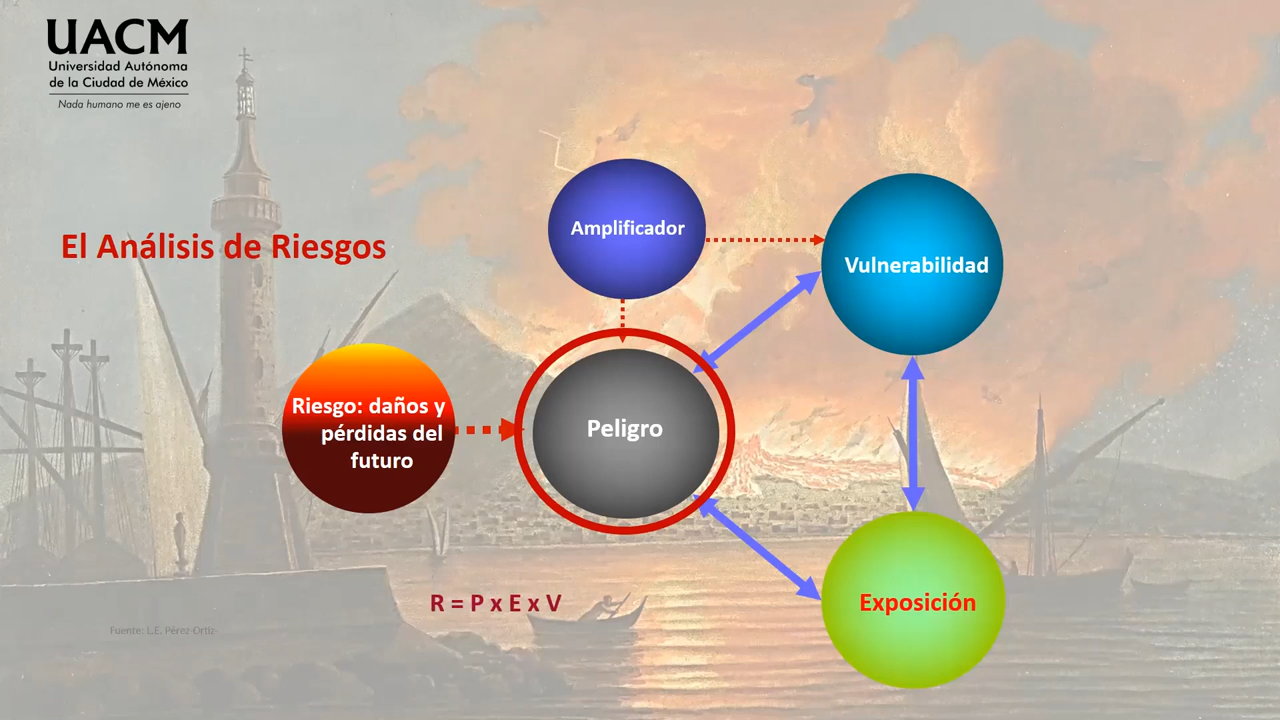 UACM
Universidad Autónoma
de la Ciudad de México
Nada humano me es ajeno
El Análisis de Riesgos
Amplificador
Vulnerabilidad
Riesgo: daños y
pérdidas del
futuro
Peligro
Exposición
R = P x E x V
Fuente: L.E. Pérez-Ortiz-